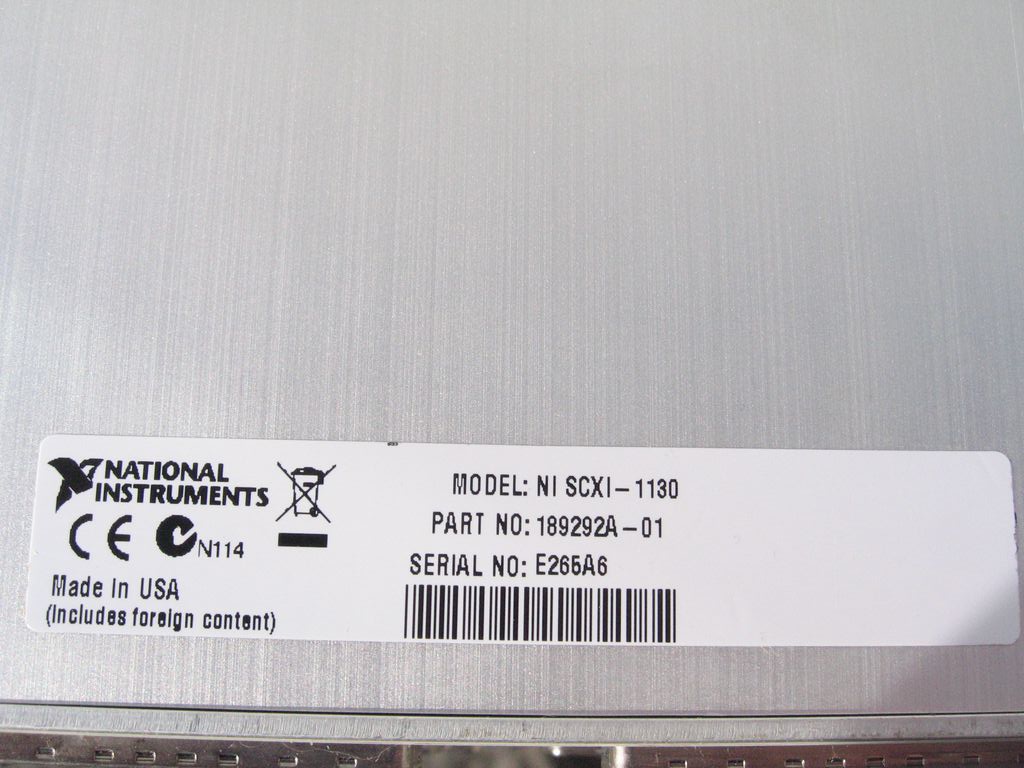 NATIONAL
INSTRUMENTS
CE N114
Made In USA
(Includes foreign content)
MODEL: NI SCXI-1130
PART NO: 189292A-01
SERIAL NO: E265A6